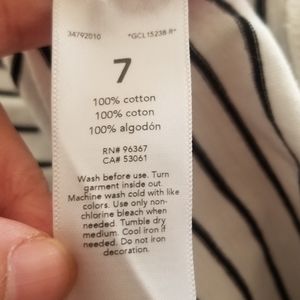 34792010 *GCL15238 R*
7
100% cotton
100% coton
100% algodón
RN# 96367
CA# 53061
Wash before use. Turn
garment inside out.
Machine wash cold with like
colors. Use only non-
chlorine bleach when
needed. Tumble dry
medium. Cool iron if
needed. Do not iron
decoration.